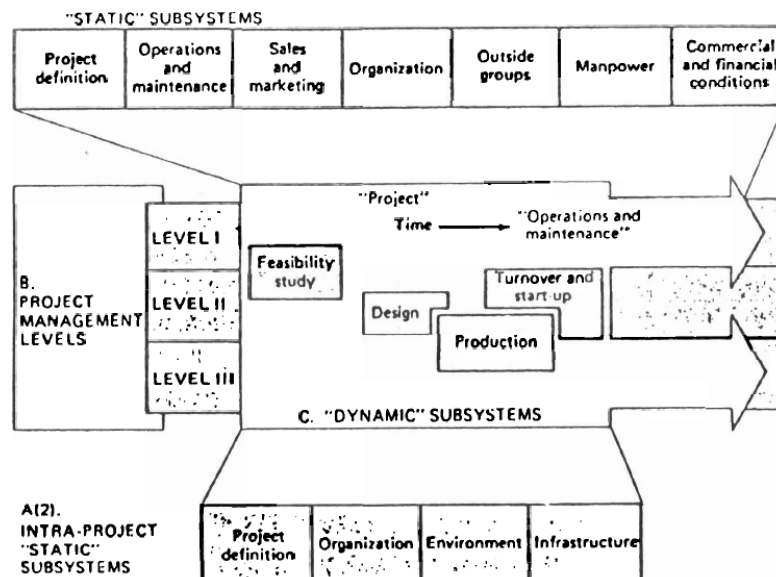 "STATIC" SUBSYSTEMS
Project
definition
Operations
and
maintenance
Sales
and
marketing
Organization
Outside
groups
Manpower
Commercial
and financial
conditions
"Project"
Time
"Operations and
maintenance"
B.
PROJECT
MANAGEMENT
LEVELS
LEVEL I
LEVEL II
LEVEL III
Feasibility
study
Design
Turnover and
start-up
Production
C. "DYNAMIC" SUBSYSTEMS
A(2).
INTRA-PROJECT
"STATIC"
SUBSYSTEMS
Project
definition
Organization
Environment
Infrastructure